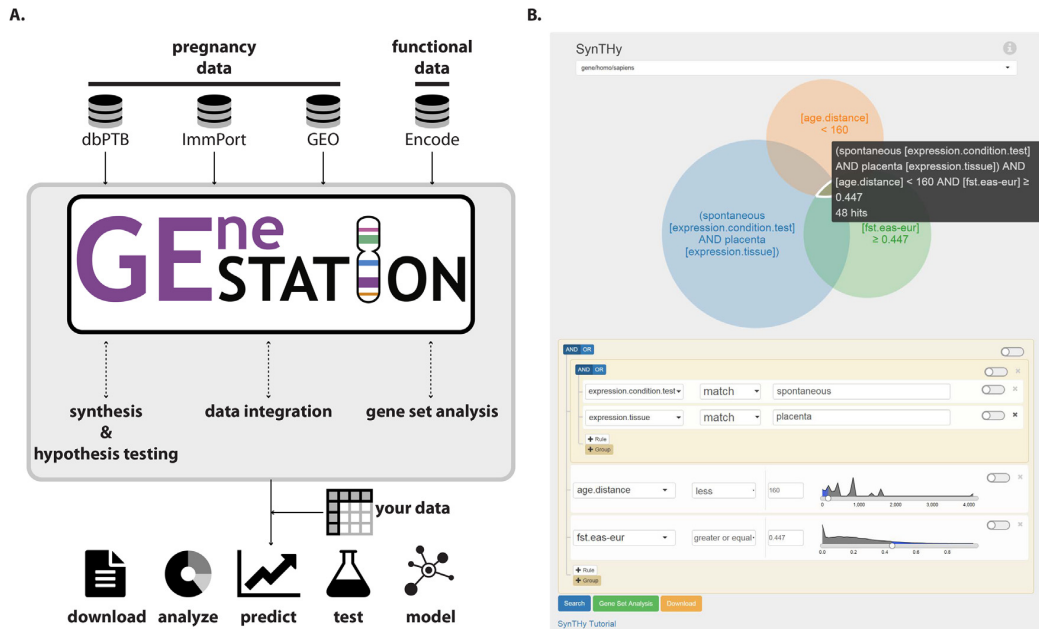 A.
pregnancy
data
functional
data
dbPTB
ImmPort
GEO
Encode
GEne
STATION
synthesis
&
hypothesis testing
data integration
gene set analysis
your data
download
analyze
predict
test
model
B.
SynTHy
gene/homo/sapiens
[age.distance]
< 160
(spontaneous [expression.condition.test]
AND placenta [expression.tissue]) AND
[age.distance] < 160 AND [fst.eas-eur] ≥
0.447
48 hits
(spontaneous
[expression.condition.test]
AND placenta
[expression.tissue])
[fst.eas-eur]
≥ 0.447
AND OR
AND OR
expression.condition.test
match
spontaneous
×
expression.tissue
match
placenta
×
+ Rule
+ Group
age.distance
less
160
0
1,000
2,000
3,000
4,000
×
fst.eas-eur
greater or equal
0.447
0.0
0.2
0.4
0.6
×
+ Rule
+ Group
Search
Gene Set Analysis
Download
SynTHy Tutorial